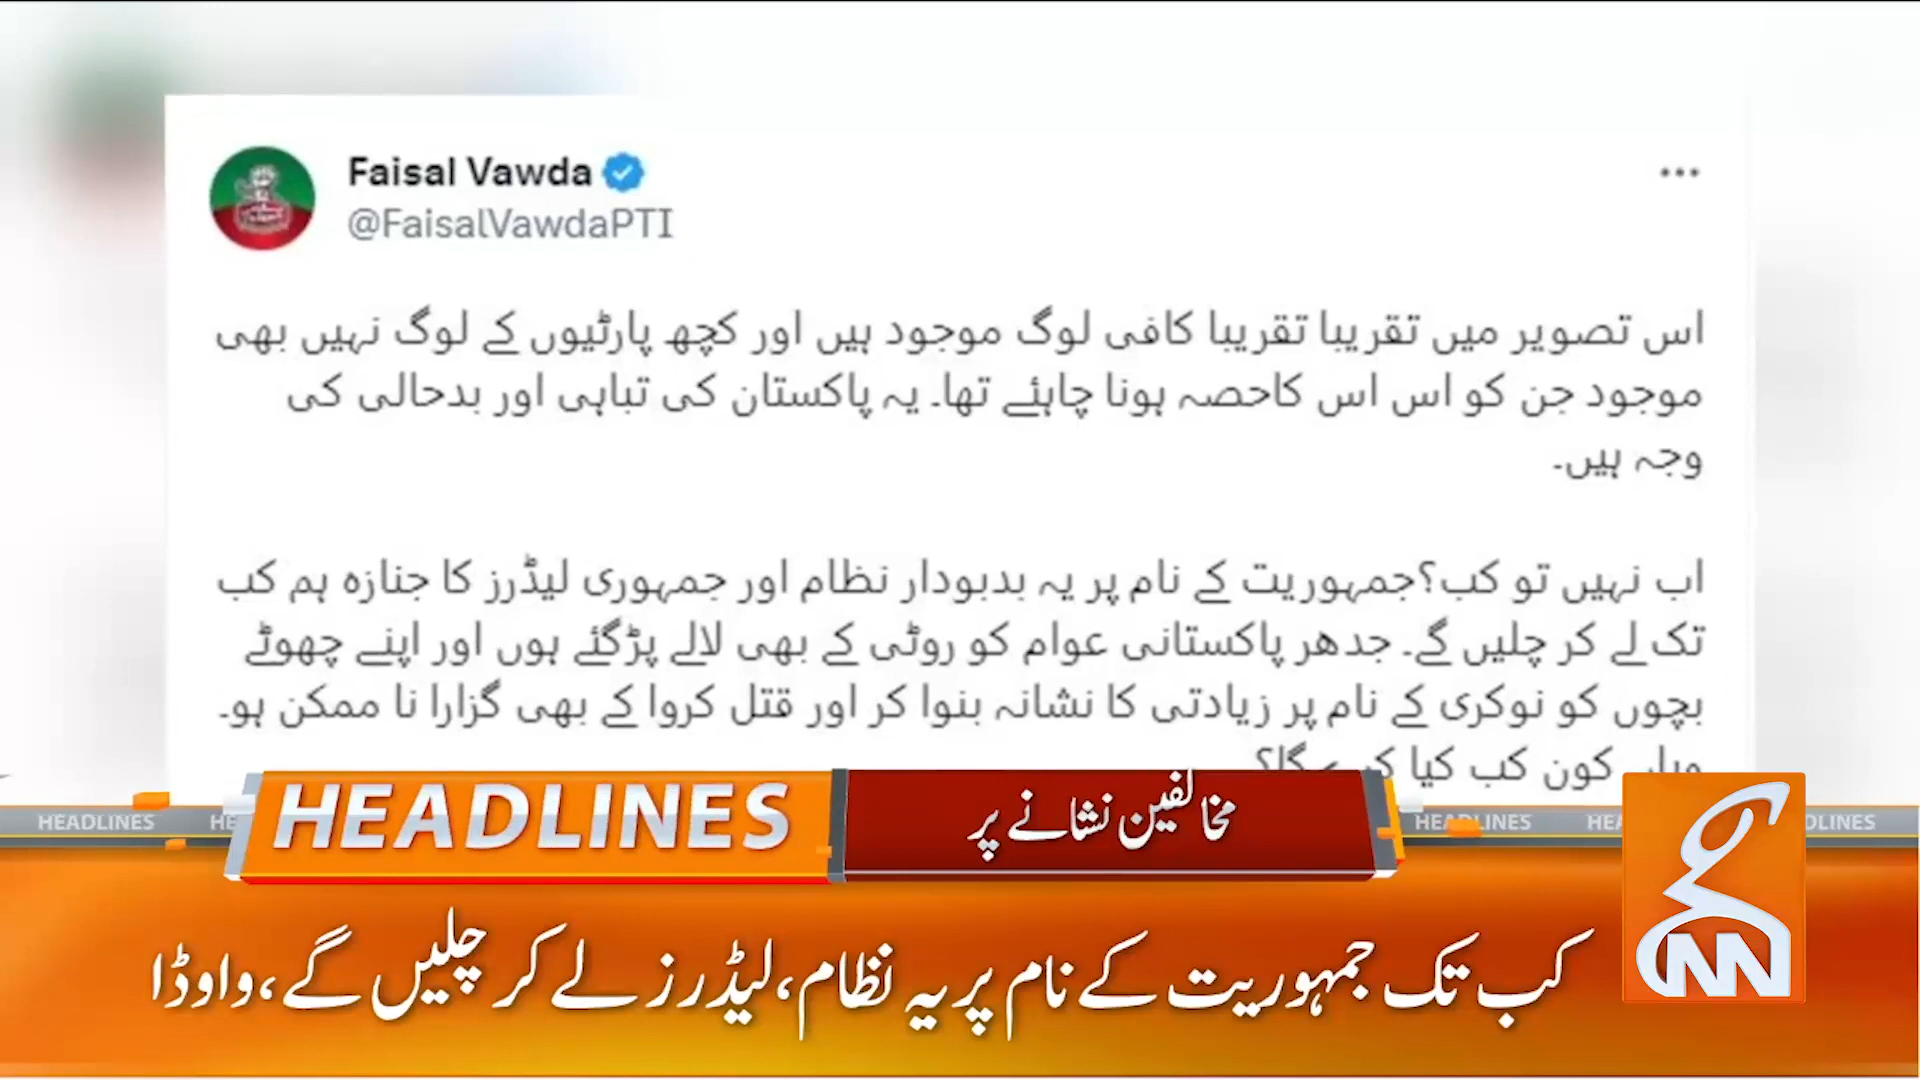 Faisal Vawda
@FaisalVawdaPTI
اس تصویر میں تقریبا تقریبا کافی لوگ موجود ہیں اور کچھ پارٹیوں کے لوگ نہیں بھی
موجود جن کو اس اس کاحصہ ہونا چاہئے تھا۔ یہ پاکستان کی تباہی اور بدحالی کی
وجہ ہیں۔
اب نہیں تو کب؟جمہوریت کے نام پر یہ بدبودار نظام اور جمہوری لیڈرز کا جنازہ ہم کب
تک لے کر چلیں گے۔ جدھر پاکستانی عوام کو روٹی کے بھی لالے پڑگئے ہوں اور اپنے چھوٹے
بچوں کو نوکری کے نام پر زیادتی کا نشانہ بنوا کر اور قتل کروا کے بھی گزارا نا ممکن ہو۔
کون کب کیا
HEADLINES
مخالفین نشانے پر
HEADLINES
HEADLINES
کب تک جمہوریت کے نام پر یہ نظام، لیڈرز لے کر چلیں گے، واوڈا
GNN